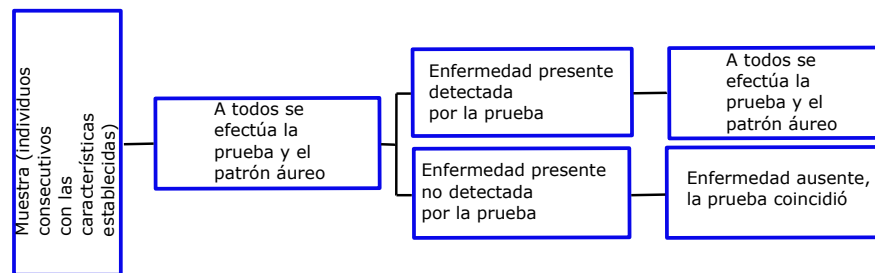 Muestra (individuos
consecutivos
con las
características
establecidas)
A todos se
efectúa la
prueba y el
patrón áureo
Enfermedad presente
detectada
por la prueba
Enfermedad presente
no detectada
por la prueba
A todos se
efectúa la
prueba y el
patrón áureo
Enfermedad ausente,
la prueba coincidió